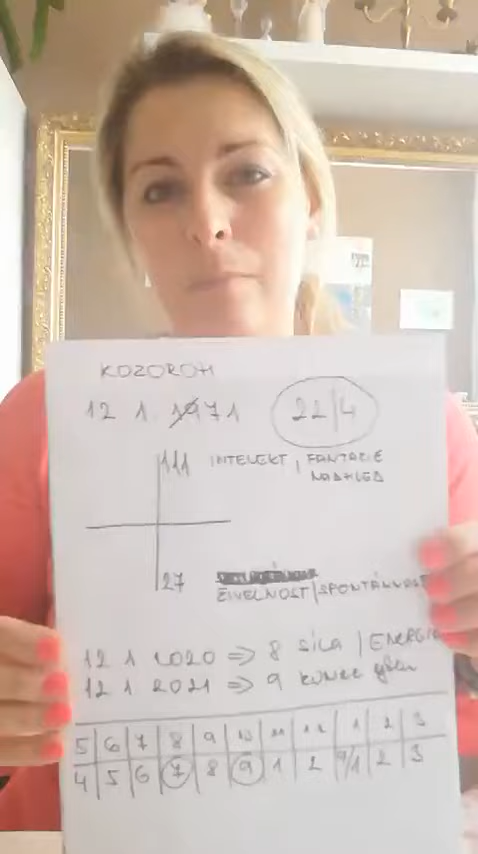 KOZOROH
12 1 1971 22/4
111 INTELEKT, FANTAZIE
NADHLED
27
ŽIVELNOST/SPONTÁNNOST
12 1 2020 => 8 SÍLA / ENERGIE
12 1 2021 => 9 KONEC
5 6 7 8 9 10 11 12 1 2 3
4 5 6 7 8 9 1 2 9/1 2 3